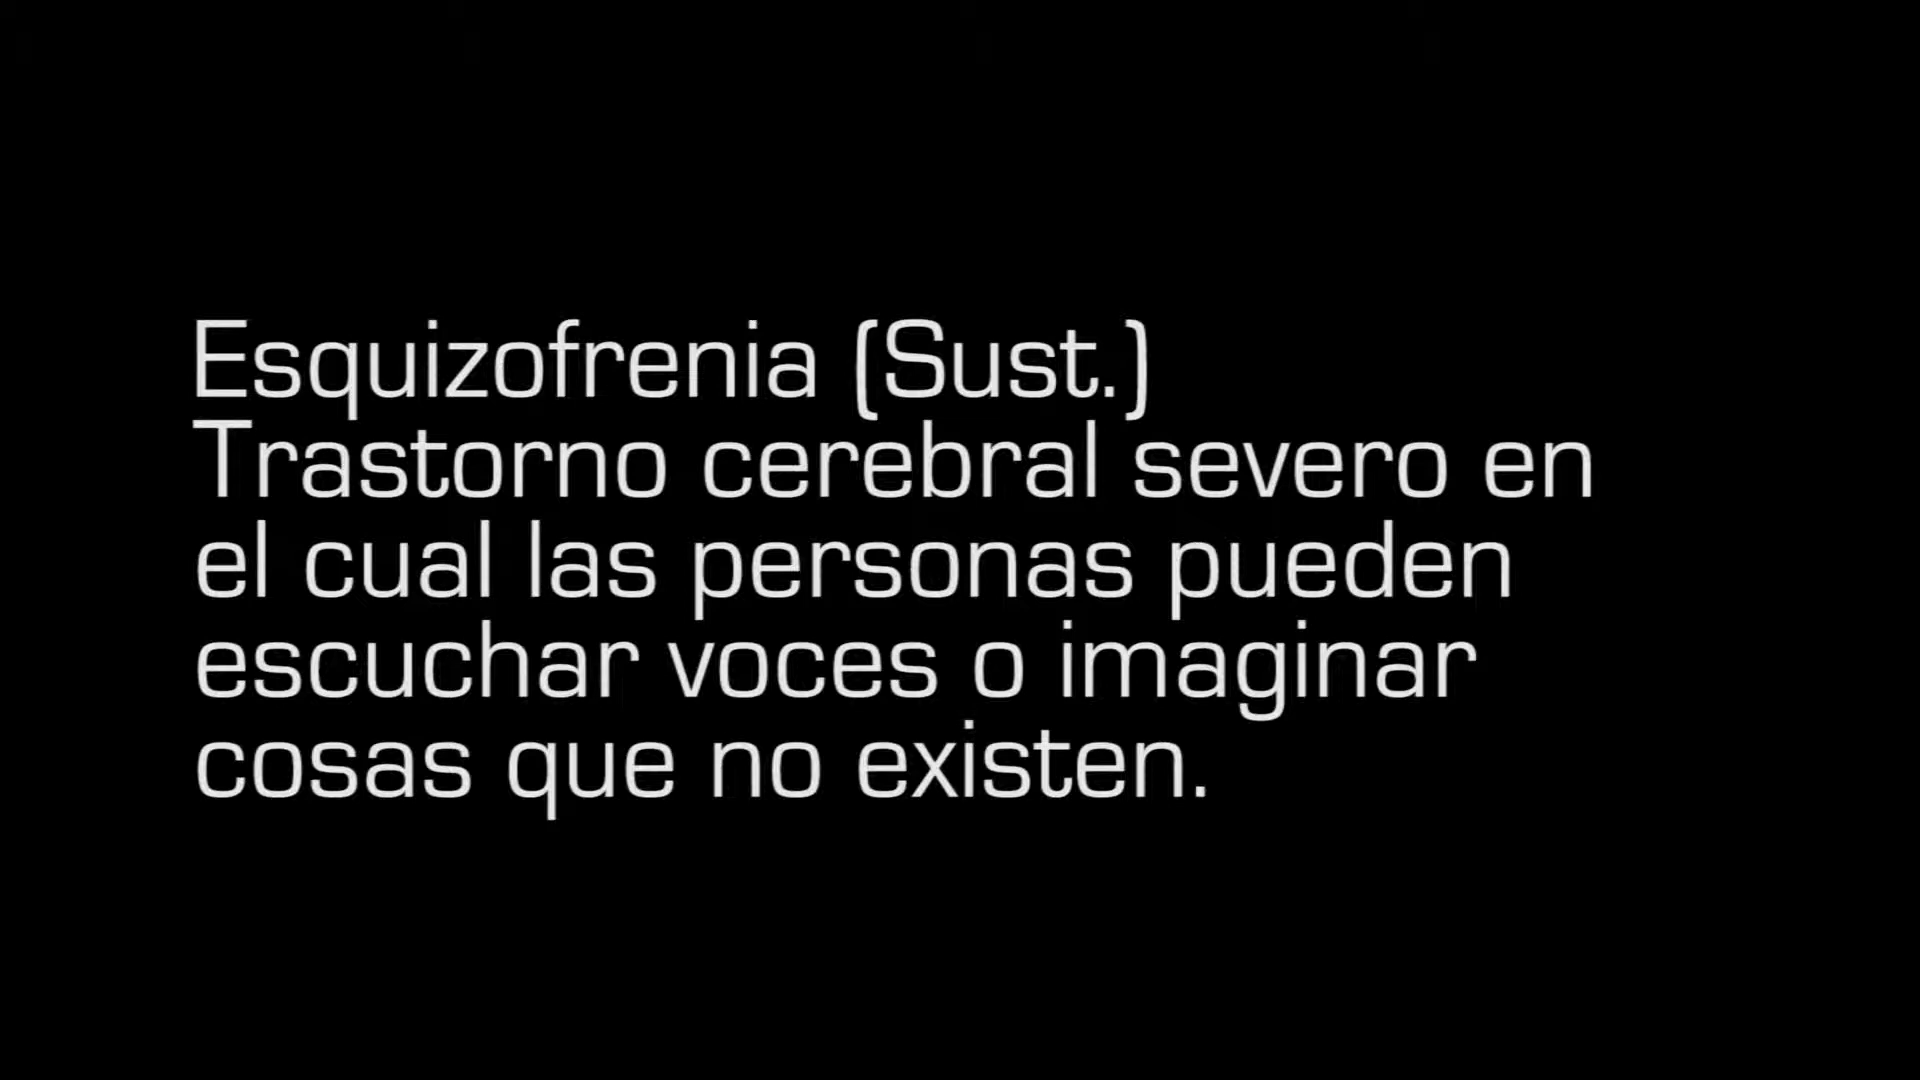 Esquizofrenia (Sust.)
Trastorno cerebral severo en
el cual las personas pueden
escuchar voces o imaginar
cosas que no existen.